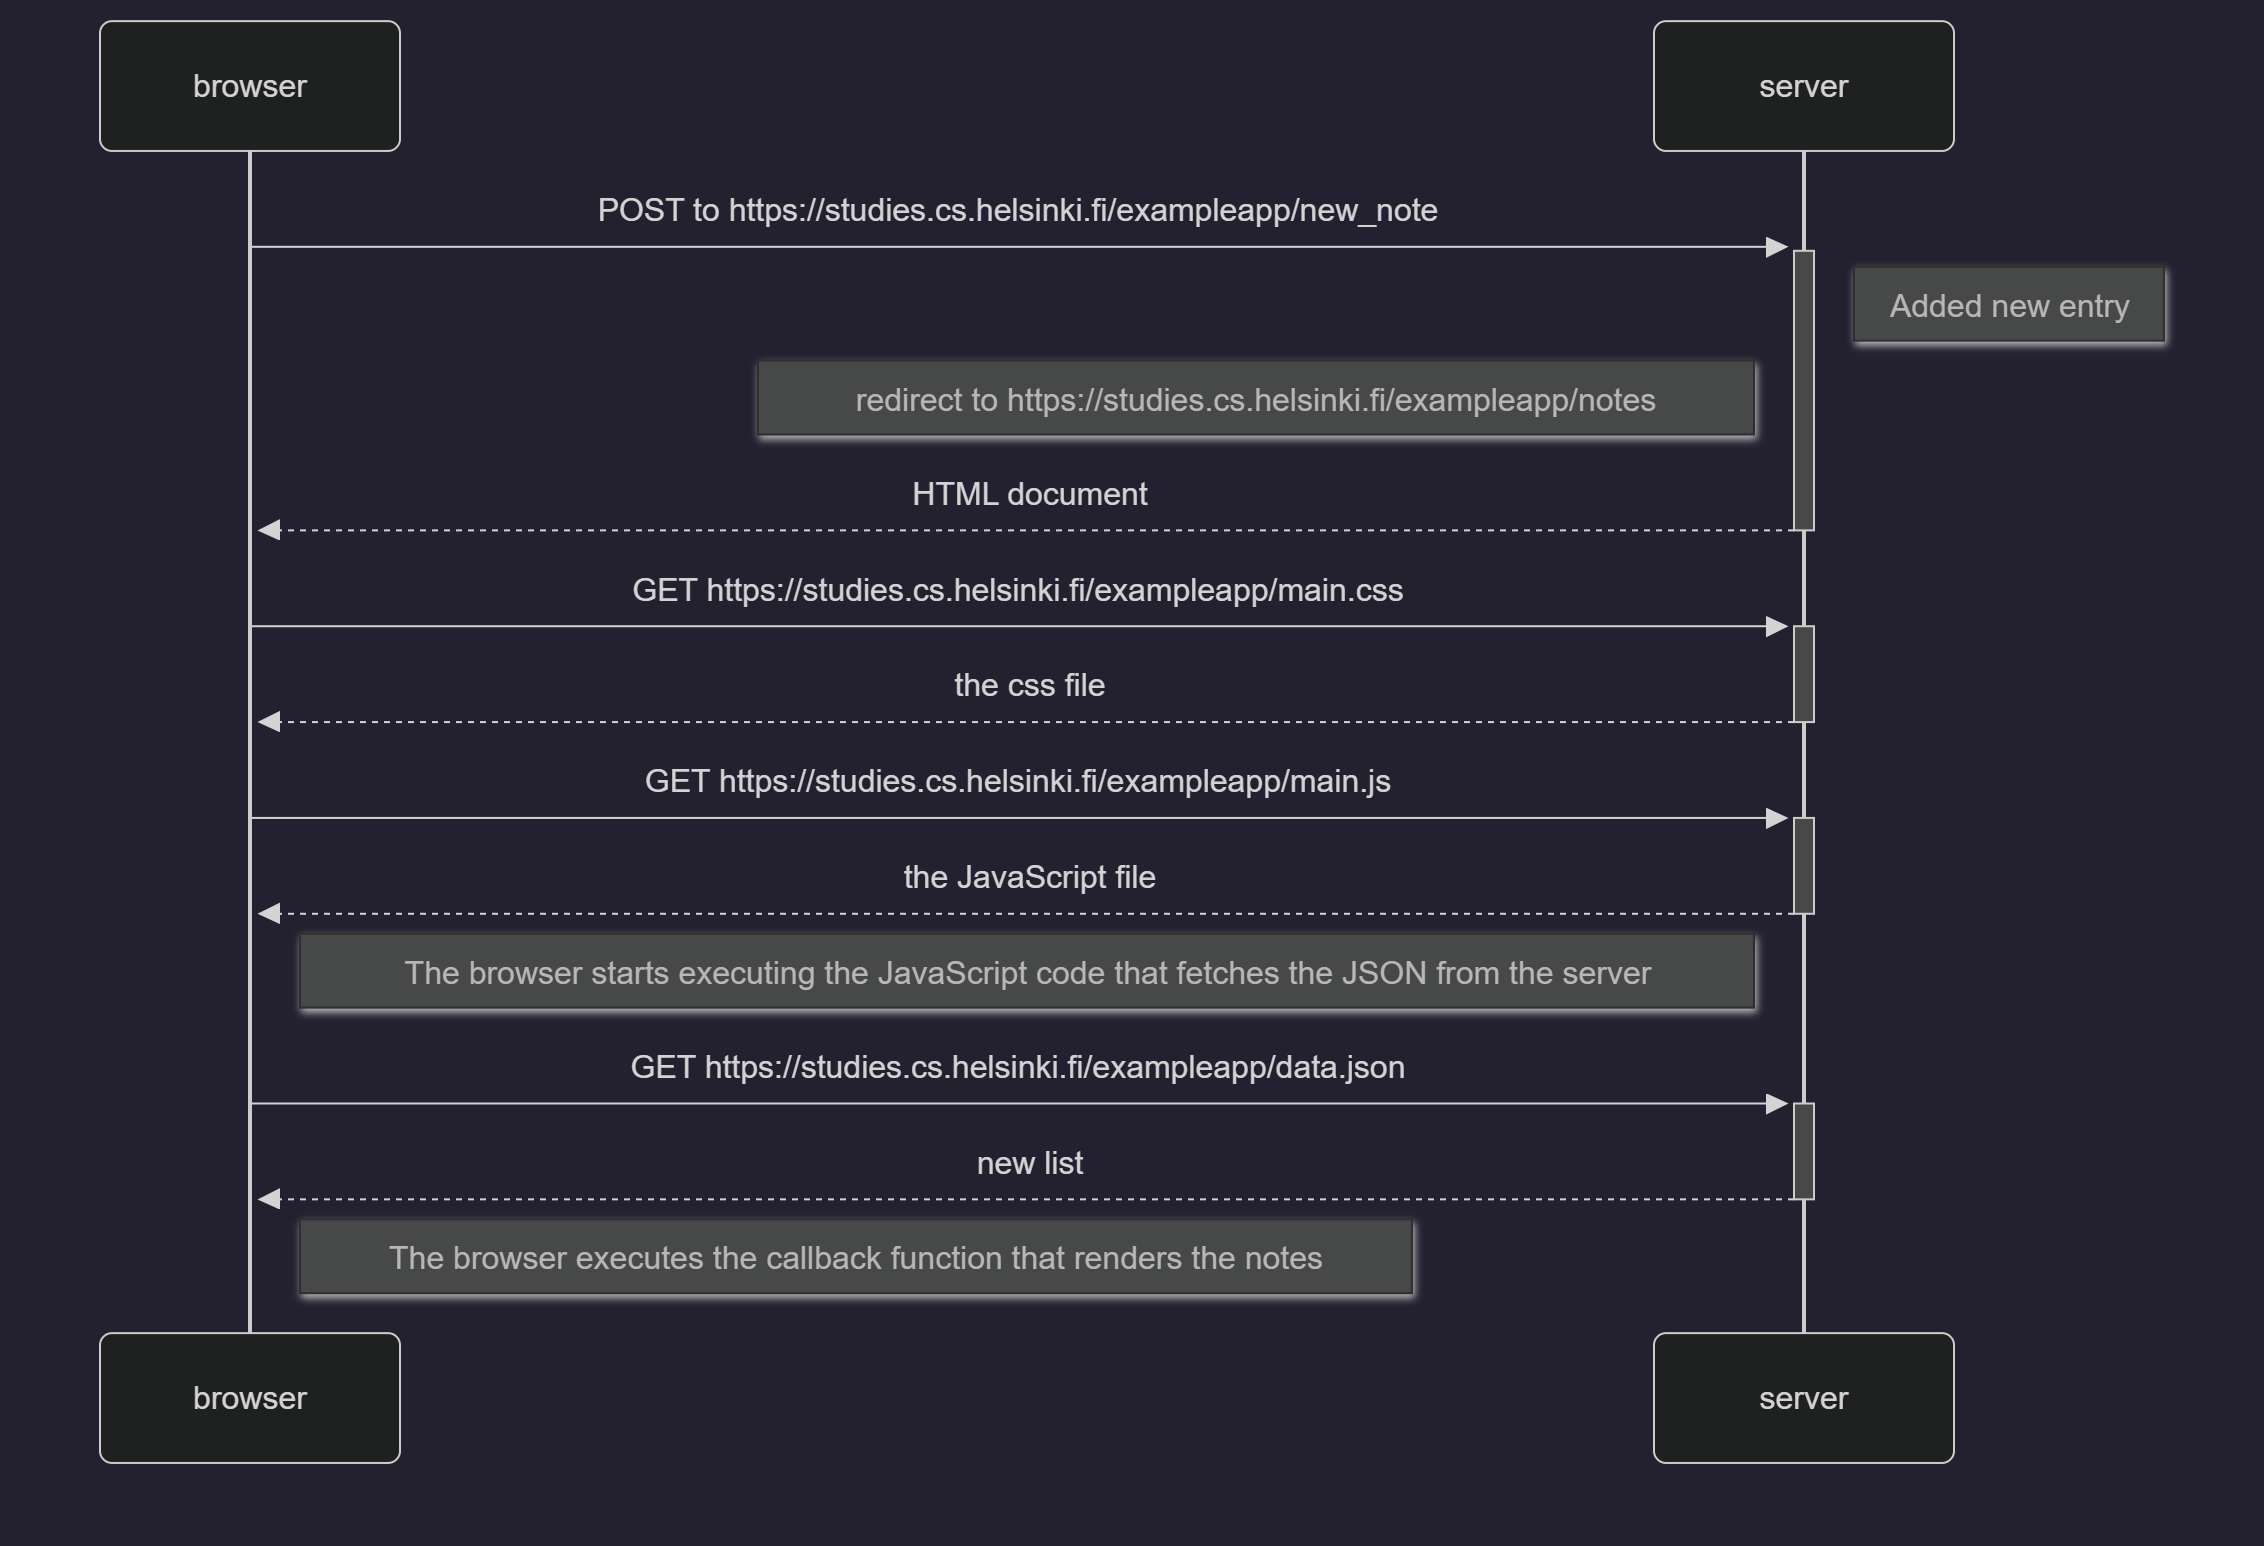 browser
server
POST to https://studies.cs.helsinki.fi/exampleapp/new_note
Added new entry
redirect to https://studies.cs.helsinki.fi/exampleapp/notes
HTML document
GET https://studies.cs.helsinki.fi/exampleapp/main.css
the css file
GET https://studies.cs.helsinki.fi/exampleapp/main.js
the JavaScript file
The browser starts executing the JavaScript code that fetches the JSON from the server
GET https://studies.cs.helsinki.fi/exampleapp/data.json
new list
The browser executes the callback function that renders the notes
browser
server